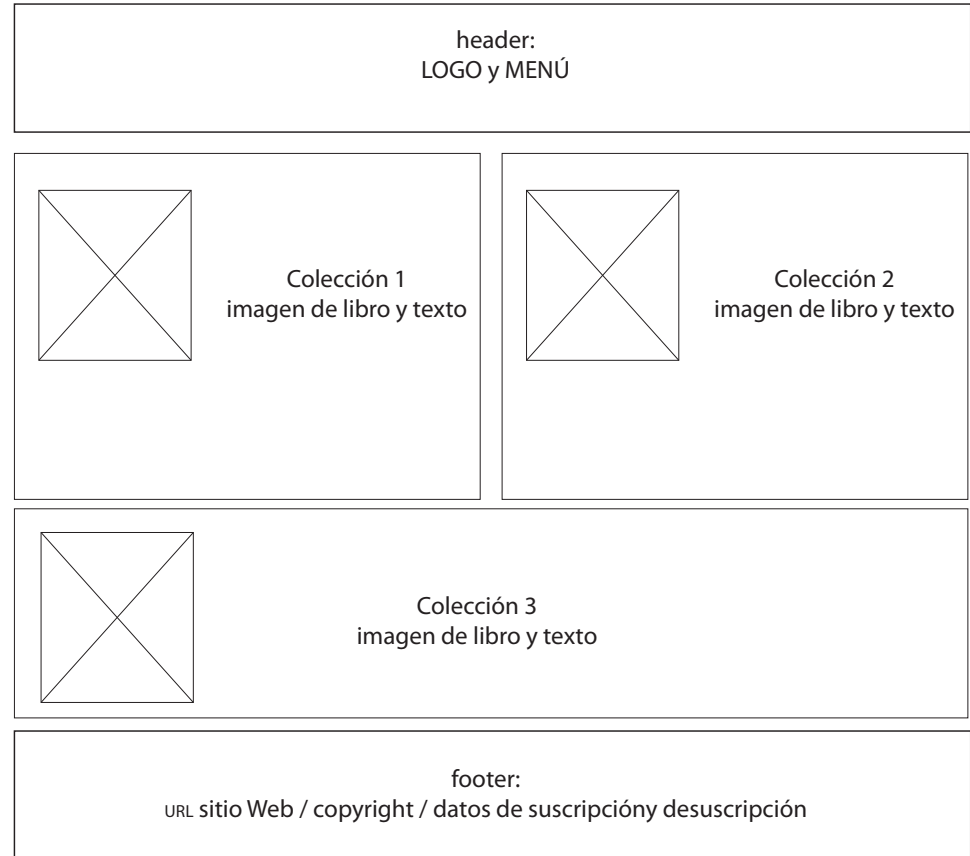 header:
LOGO y MENÚ
Colección 1
imagen de libro y texto
Colección 2
imagen de libro y texto
Colección 3
imagen de libro y texto
footer:
URL sitio Web / copyright / datos de suscripcióny desuscripción